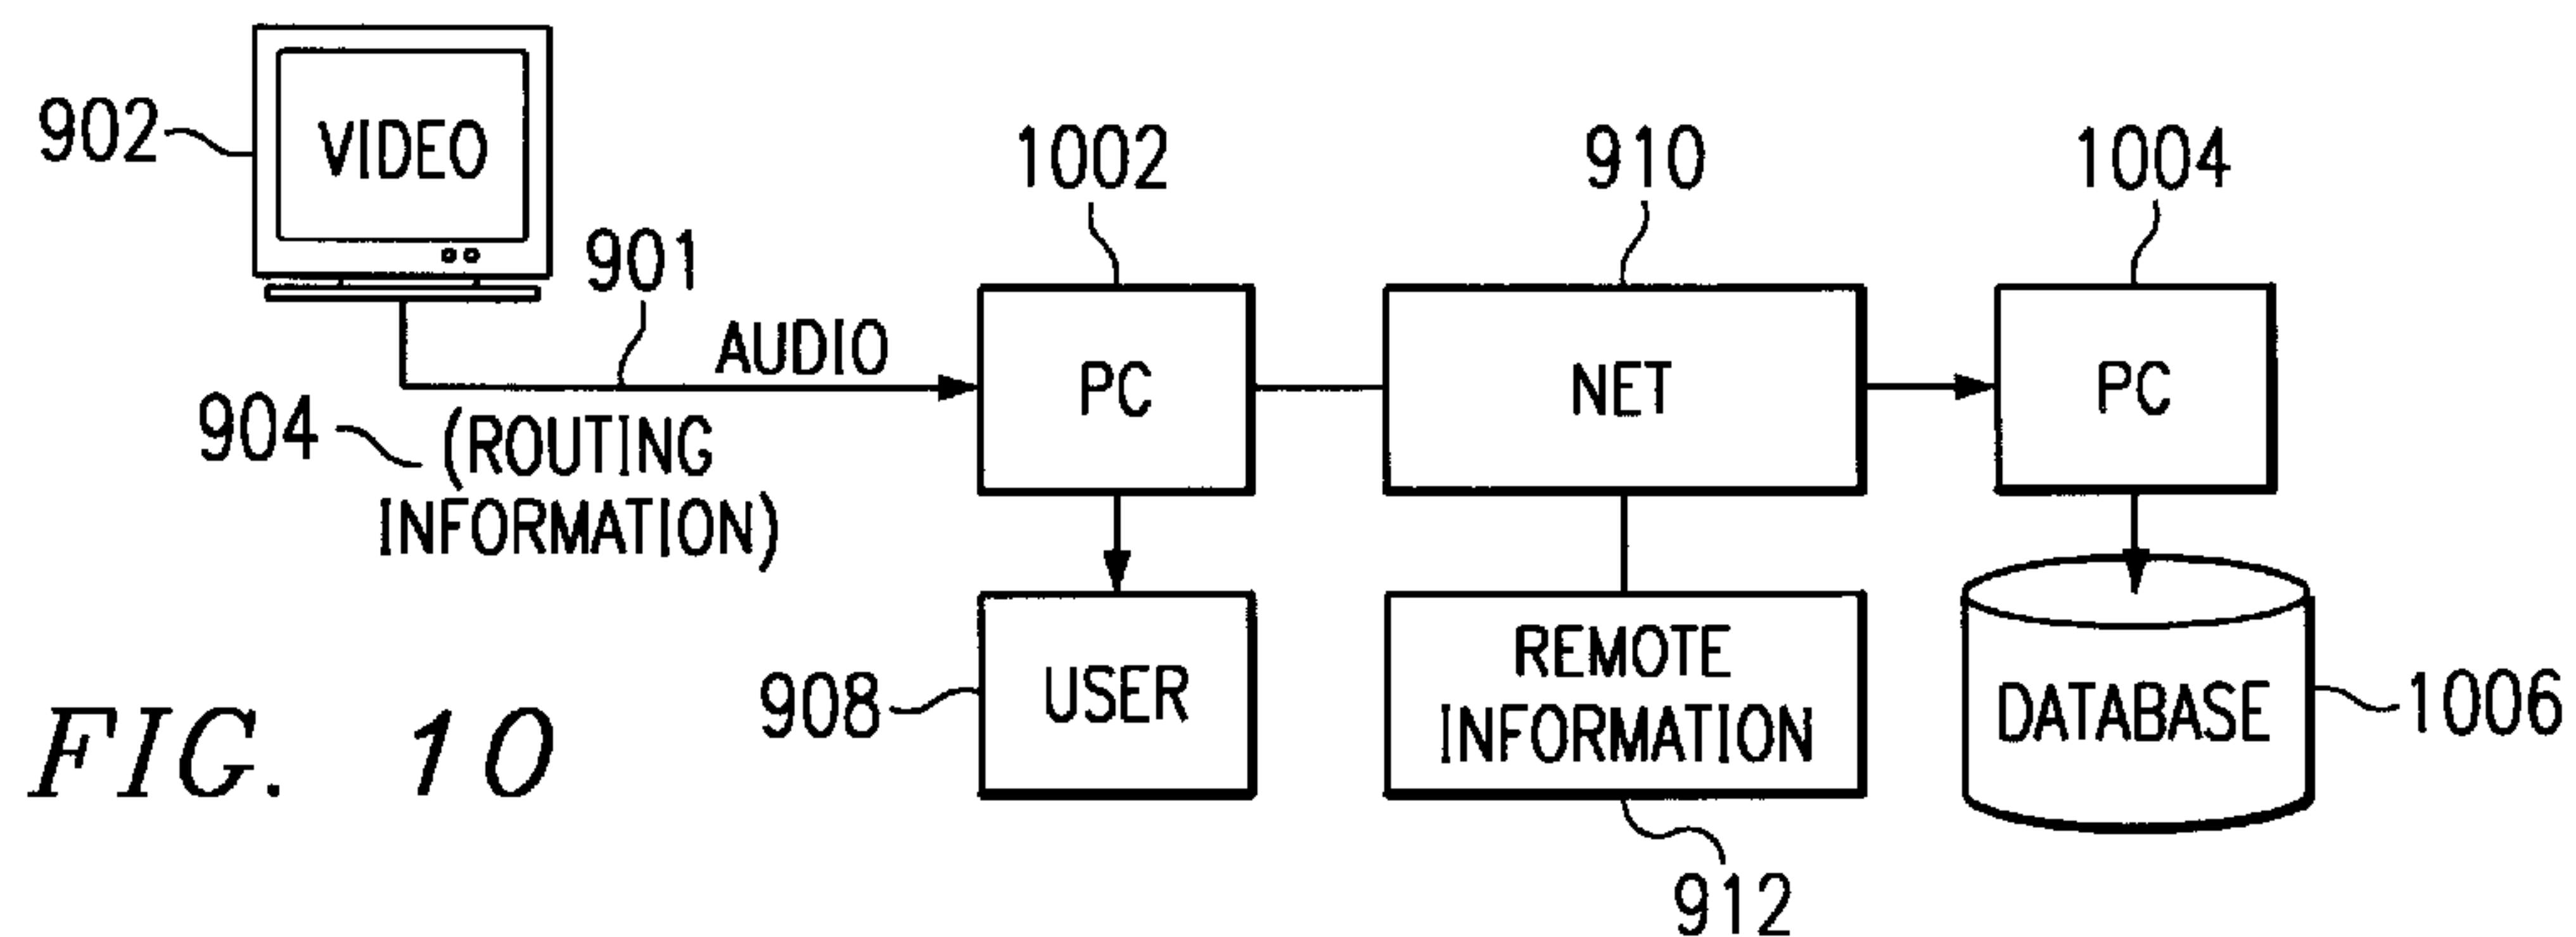 902
VIDEO
901
AUDIO
904
(ROUTING
INFORMATION)
1002
PC
910
NET
1004
PC
908
USER
REMOTE
INFORMATION
912
DATABASE
1006
FIG. 10